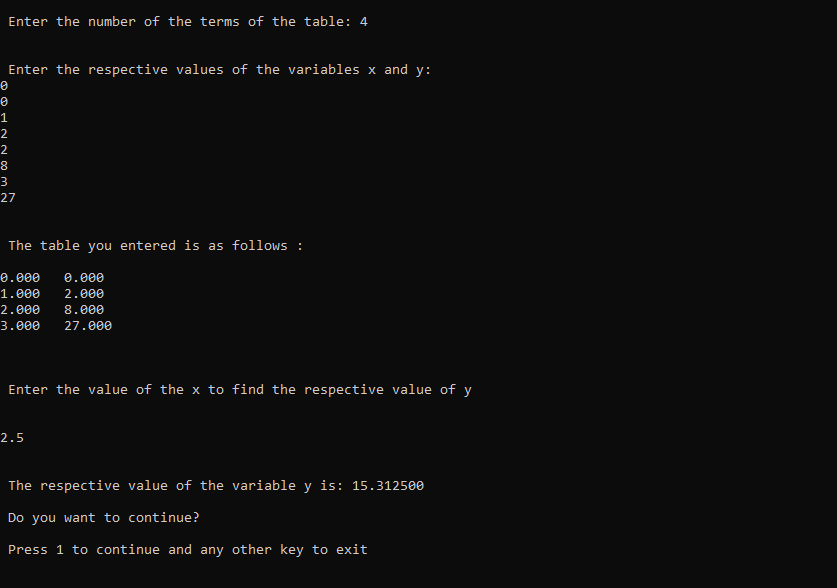 Enter the number of the terms of the table: 4
Enter the respective values of the variables x and y:
0
0
1
2
2
8
3
27
The table you entered is as follows :
0.000   0.000
1.000   2.000
2.000   8.000
3.000   27.000
Enter the value of the x to find the respective value of y
2.5
The respective value of the variable y is: 15.312500
Do you want to continue?
Press 1 to continue and any other key to exit